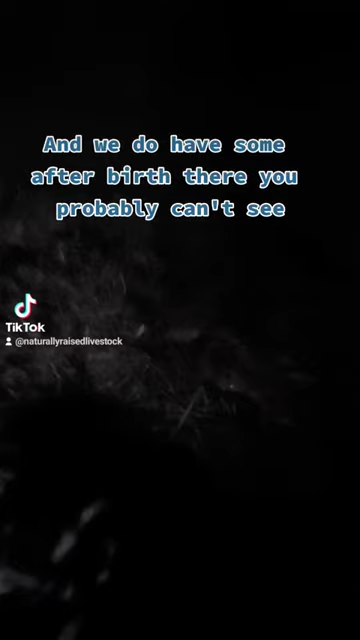 And we do have some
after birth there you
probably can't see
TikTok
@naturallyraisedlivestock